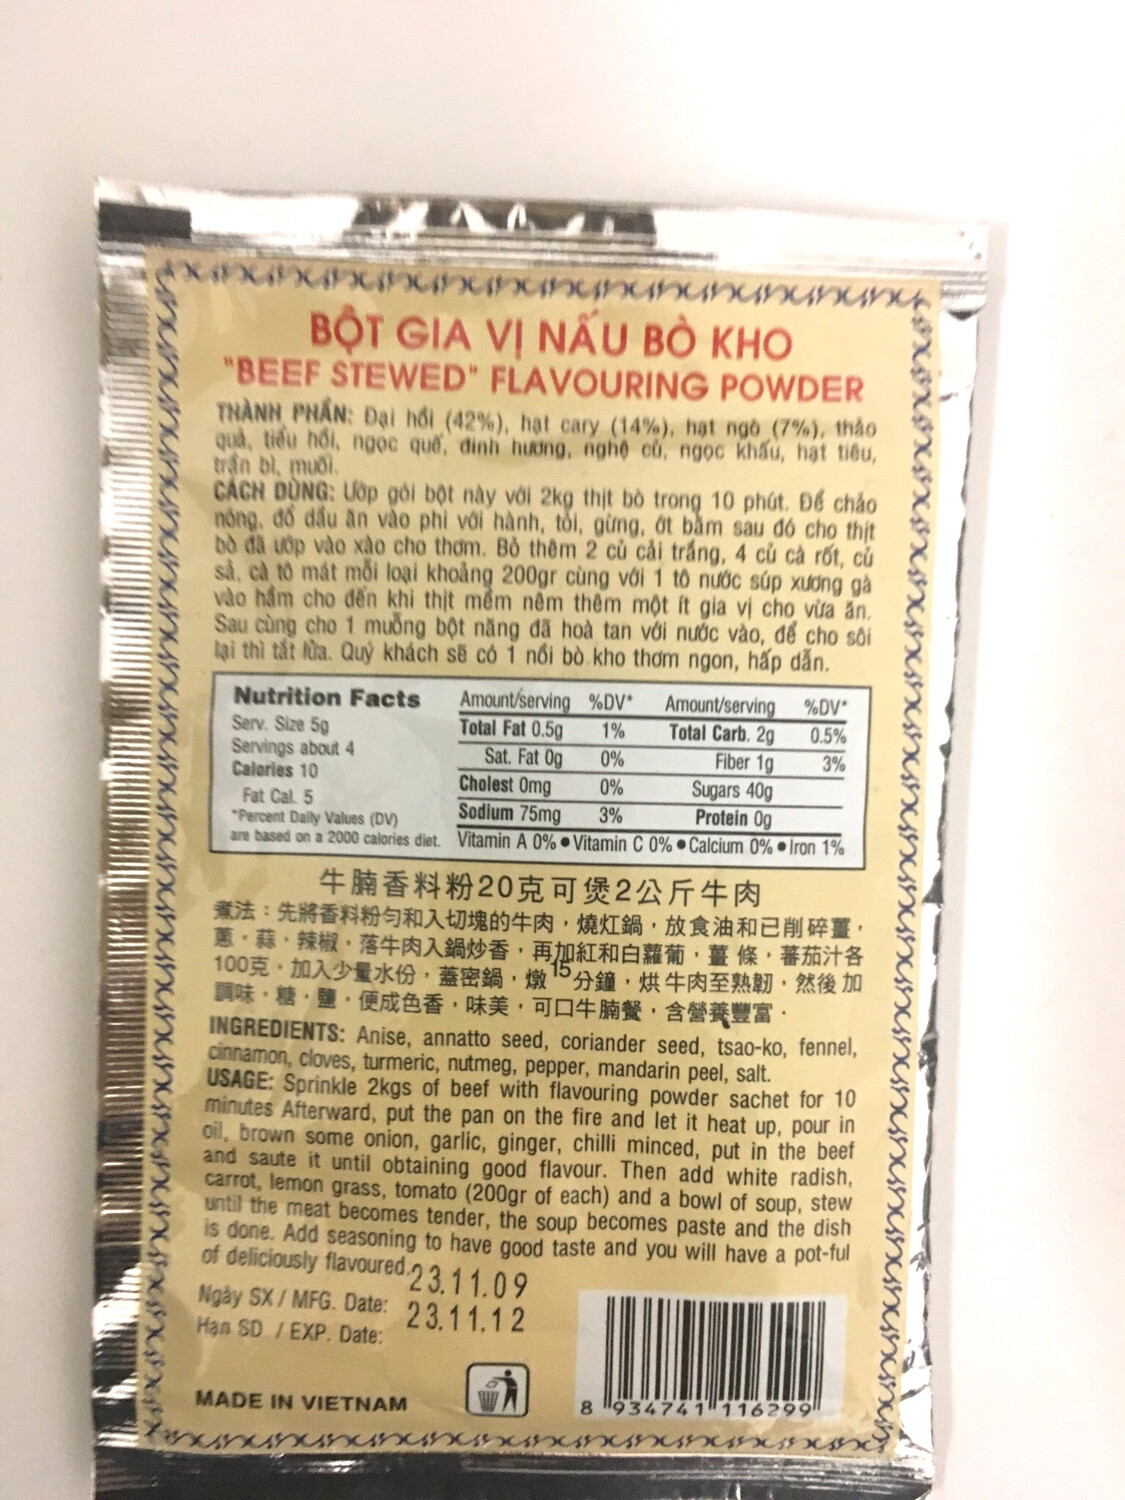 BỘT GIA VỊ NẤU BÒ KHO
"BEEF STEWED" FLAVOURING POWDER
THÀNH PHẦN: Đại hồi (42%), hạt cary (14%), hạt ngò (7%), thảo
quả, tiểu hồi, ngọc quế, đinh hương, nghệ củ, ngọc khấu, hạt tiêu,
trần bì, muối.
CÁCH DÙNG: Ướp gói bột này với 2kg thịt bò trong 10 phút. Để chảo
nóng, đổ dầu ăn vào phi với hành, tỏi, gừng, ớt bằm sau đó cho thịt
bò đã ướp vào xào cho thơm. Bỏ thêm 2 củ cải trắng, 4 củ cà rốt, củ
sả, cà tô mát mỗi loại khoảng 200gr cùng với 1 tô nước súp xương gà
vào hầm cho đến khi thịt mềm nêm thêm một ít gia vị cho vừa ăn.
Sau cùng cho 1 muỗng bột năng đã hoà tan với nước vào, để cho sôi
lại thì tắt lửa. Quý khách sẽ có 1 nồi bò kho thơm ngon, hấp dẫn.
Nutrition Facts
Serv. Size 5g
Servings about 4
Calories 10
Fat Cal. 5
*Percent Daily Values (DV)
are based on a 2000 calories diet.
Amount/serving %DV* Amount/serving %DV*
Total Fat 0.5g 1% Total Carb. 2g 0.5%
Sat. Fat 0g 0% Fiber 1g 3%
Cholest 0mg 0% Sugars 40g
Sodium 75mg 3% Protein 0g
Vitamin A 0% ● Vitamin C 0% ● Calcium 0% ● Iron 1%
牛腩香料粉20克可煲2公斤牛肉
煮法：先將香料粉勻和入切塊的牛肉，燒灴鍋，放食油和已削碎薑，
蔥．蒜．辣椒，落牛肉入鍋炒香，再加紅和白蘿蔔，薑 條，蕃茄汁各
100克，加入少量水份，蓋密鍋，燉15分鐘，烘牛肉至熟韌，然後加
調味，糖，鹽，便成色香，味美，可口牛腩餐，含營養豐富．
INGREDIENTS: Anise, annatto seed, coriander seed, tsao-ko, fennel,
cinnamon, cloves, turmeric, nutmeg, pepper, mandarin peel, salt.
USAGE: Sprinkle 2kgs of beef with flavouring powder sachet for 10
minutes Afterward, put the pan on the fire and let it heat up, pour in
oil, brown some onion, garlic, ginger, chilli minced, put in the beef
and saute it until obtaining good flavour. Then add white radish,
carrot, lemon grass, tomato (200gr of each) and a bowl of soup, stew
until the meat becomes tender, the soup becomes paste and the dish
is done. Add seasoning to have good taste and you will have a pot-ful
of deliciously flavoured.
Ngày SX / MFG. Date: 23.11.09
Hạn SD / EXP. Date: 23.11.12
MADE IN VIETNAM
8 934741 116299